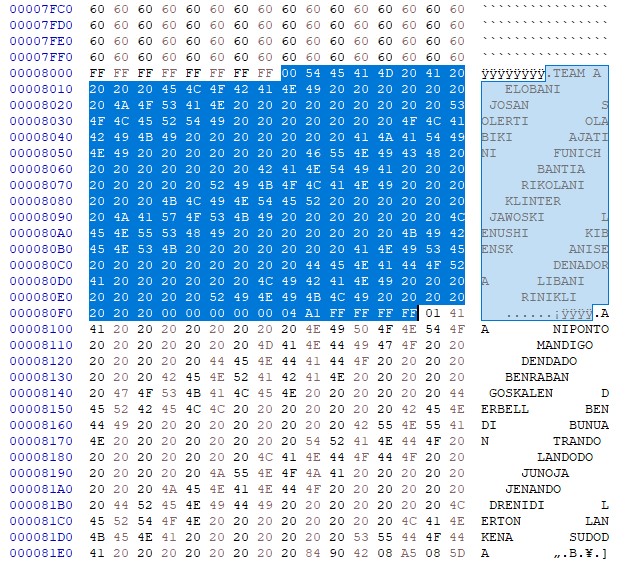 00007FC0 60 60 60 60 60 60 60 60 60 60 60 60 60 60 60 60 ````````````````
00007FD0 60 60 60 60 60 60 60 60 60 60 60 60 60 60 60 60 ````````````````
00007FE0 60 60 60 60 60 60 60 60 60 60 60 60 60 60 60 60 ````````````````
00007FF0 60 60 60 60 60 60 60 60 60 60 60 60 60 60 60 60 ````````````````
00008000 FF FF FF FF FF FF FF FF 00 54 45 41 4D 20 41 20 ÿÿÿÿÿÿÿÿ.TEAM A
00008010 20 20 20 45 4C 4F 42 41 4E 49 20 20 20 20 20 20 ELOBANI
00008020 20 4A 4F 53 41 4E 20 20 20 20 20 20 20 20 20 53 JOSAN S
00008030 4F 4C 45 52 54 49 20 20 20 20 20 20 20 4F 4C 41 OLERTI OLA
00008040 42 49 4B 49 20 20 20 20 20 20 20 41 4A 41 54 49 BIKI AJATI
00008050 4E 49 20 20 20 20 20 20 20 46 55 4E 49 43 48 20 NI FUNICH
00008060 20 20 20 20 20 20 20 42 41 4E 54 49 41 20 20 20 BANTIA
00008070 20 20 20 20 20 52 49 4B 4F 4C 41 4E 49 20 20 20 RIKOLANI
00008080 20 20 20 4B 4C 49 4E 54 45 52 20 20 20 20 20 20 KLINTER
00008090 20 4A 41 57 4F 53 4B 49 20 20 20 20 20 20 20 4C JAWOSKI L
000080A0 45 4E 55 53 48 49 20 20 20 20 20 20 20 4B 49 42 ENUSHI KIB
000080B0 45 4E 53 4B 20 20 20 20 20 20 20 41 4E 49 53 45 ENSK ANISE
000080C0 20 20 20 20 20 20 20 20 20 44 45 4E 41 44 4F 52 DENADOR
000080D0 41 20 20 20 20 20 20 4C 49 42 41 4E 49 20 20 20 A LIBANI
000080E0 20 20 20 20 20 52 49 4E 49 4B 4C 49 20 20 20 20 RINIKLI
000080F0 20 20 20 00 00 00 00 00 04 A1 FF FF FF FF 01 41 ......¡ÿÿÿÿ.A
00008100 41 20 20 20 20 20 20 20 20 4E 49 50 4F 4E 54 4F A NIPONTO
00008110 20 20 20 20 20 20 20 4D 41 4E 44 49 47 4F 20 20 MANDIGO
00008120 20 20 20 20 20 44 45 4E 44 41 44 4F 20 20 20 20 DENDADO
00008130 20 20 20 42 45 4E 52 41 42 41 4E 20 20 20 20 20 BENRABAN
00008140 20 47 4F 53 4B 41 4C 45 4E 20 20 20 20 20 20 44 GOSKALEN D
00008150 45 52 42 45 4C 4C 20 20 20 20 20 20 20 42 45 4E ERBELL BEN
00008160 44 49 20 20 20 20 20 20 20 20 20 42 55 4E 55 41 DI BUNUA
00008170 4E 20 20 20 20 20 20 20 20 54 52 41 4E 44 4F 20 N TRANDO
00008180 20 20 20 20 20 20 20 4C 41 4E 44 4F 44 4F 20 20 LANDODO
00008190 20 20 20 20 20 4A 55 4E 4F 4A 41 20 20 20 20 20 JUNOJA
000081A0 20 20 20 4A 45 4E 41 4E 44 4F 20 20 20 20 20 20 JENANDO
000081B0 20 44 52 45 4E 49 44 49 20 20 20 20 20 20 20 4C DRENIDI L
000081C0 45 52 54 4F 4E 20 20 20 20 20 20 20 20 4C 41 4E ERTON LAN
000081D0 4B 45 4E 41 20 20 20 20 20 20 20 53 55 44 4F 44 KENA SUDOD
000081E0 41 20 20 20 20 20 20 20 20 84 90 42 08 A5 08 5D A „.B.¥.]